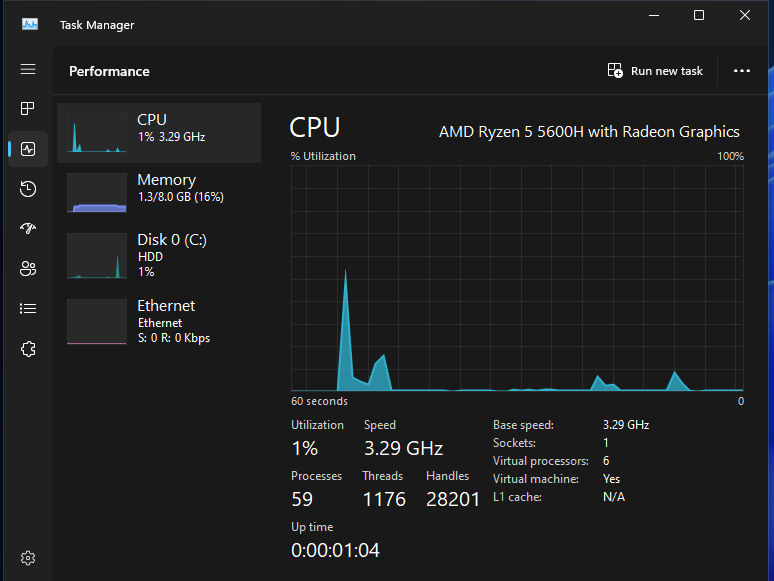 Task Manager
Performance
Run new task
CPU
1% 3.29 GHz
Memory
1.3/8.0 GB (16%)
Disk 0 (C:)
HDD
1%
Ethernet
Ethernet
S: 0 R: 0 Kbps
CPU
AMD Ryzen 5 5600H with Radeon Graphics
% Utilization
100%
60 seconds
0
Utilization
1%
Speed
3.29 GHz
Processes
59
Threads
1176
Handles
28201
Up time
0:00:01:04
Base speed: 3.29 GHz
Sockets: 1
Virtual processors: 6
Virtual machine: Yes
L1 cache: N/A